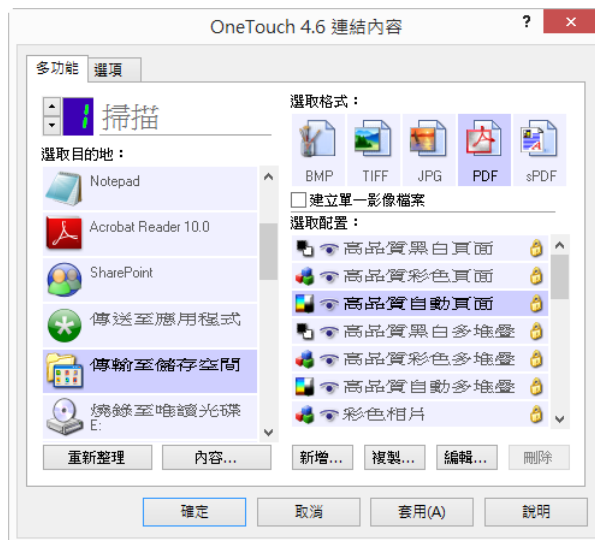 OneTouch 4.6 連結內容
?
×
多功能
選項
1
掃描
選取目的地：
Notepad
Acrobat Reader 10.0
SharePoint
傳送至應用程式
傳輸至儲存空間
燒錄至唯讀光碟
E:
重新整理
內容...
選取格式：
BMP
TIFF
JPG
PDF
sPDF
建立單一影像檔案
選取配置：
高品質黑白頁面
高品質彩色頁面
高品質自動頁面
高品質黑白多堆疊
高品質彩色多堆疊
高品質自動多堆疊
彩色相片
新增...
複製...
編輯...
刪除
確定
取消
套用(A)
說明